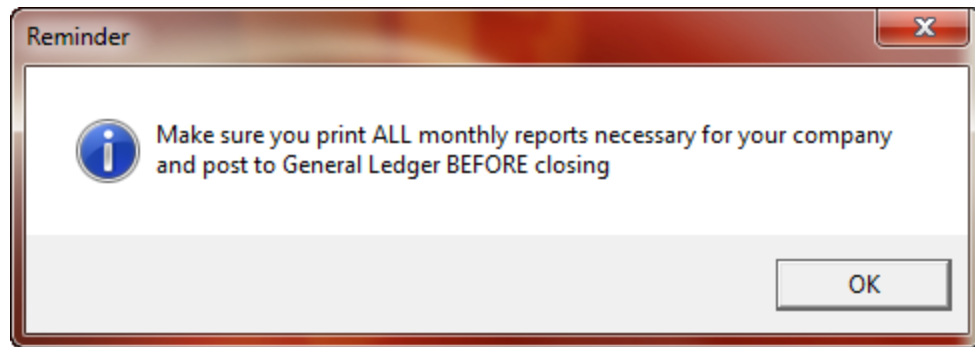 Reminder
Make sure you print ALL monthly reports necessary for your company
and post to General Ledger BEFORE closing
OK